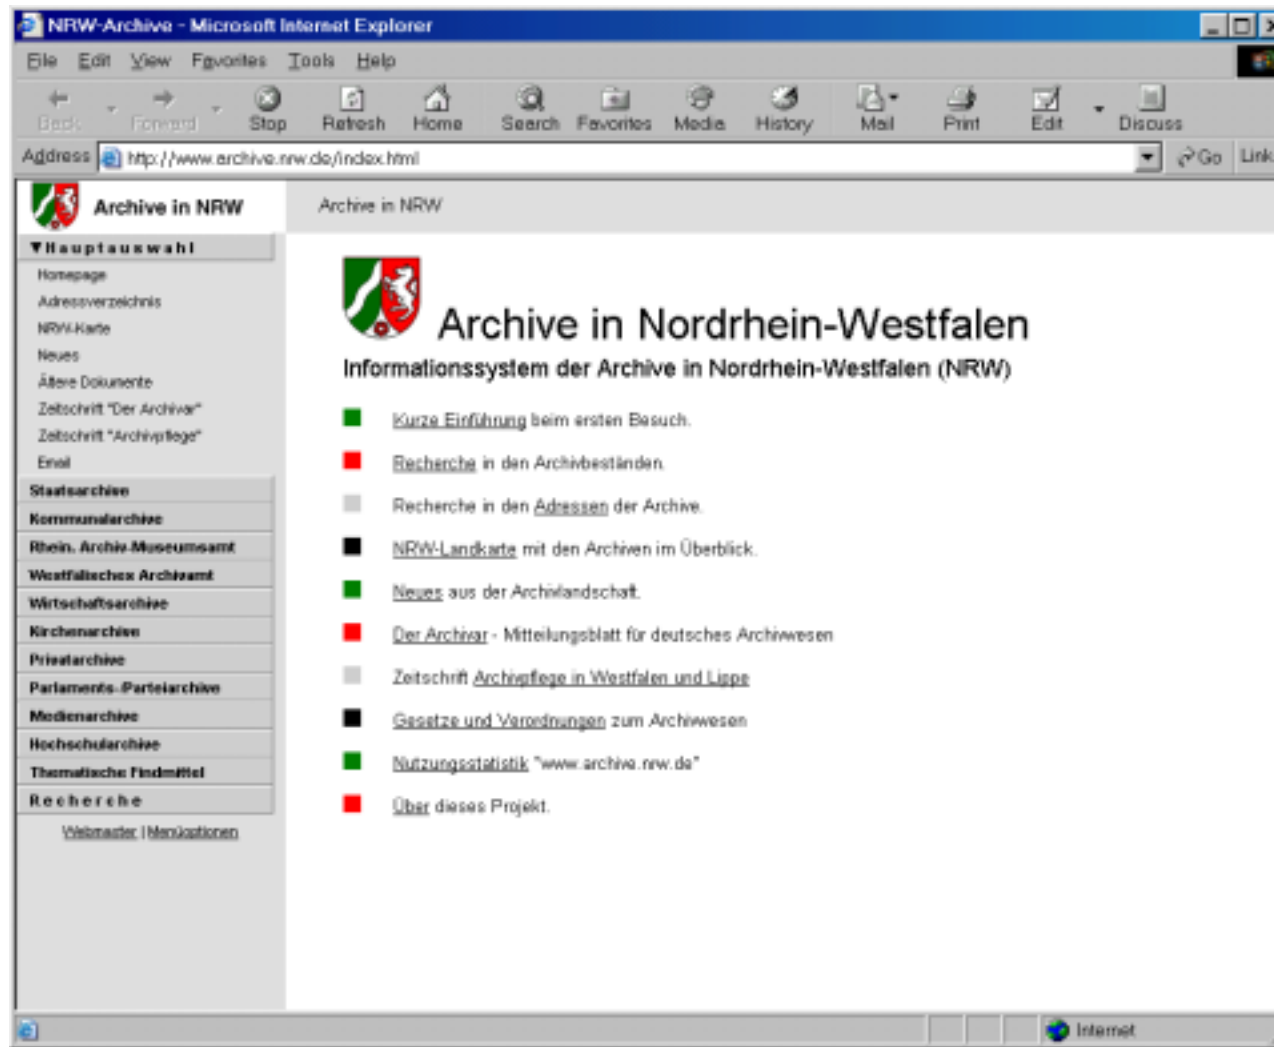 NRW-Archive - Microsoft Internet Explorer
File Edit View Favorites Tools Help
Back Forward Stop Refresh Home Search Favorites Media History Mail Print Edit Discuss
Address http://www.archive.nrw.de/index.html Go Link
Archive in NRW
Archive in NRW
▼Hauptauswahl
Homepage
Adressverzeichnis
NRW-Karte
Neues
Ältere Dokumente
Zeitschrift "Der Archivar"
Zeitschrift "Archivpflege"
Email
Staatsarchive
Kommunalarchive
Rhein. Archiv-Museumsamt
Westfälisches Archivamt
Wirtschaftsarchive
Kirchenarchive
Privatarchive
Parlaments-Parteiarchive
Medienarchive
Hochschularchive
Thematische Findmittel
Recherche
Webmaster | Menüoptionen
Archive in Nordrhein-Westfalen
Informationssystem der Archive in Nordrhein-Westfalen (NRW)
Kurze Einführung beim ersten Besuch.
Recherche in den Archivbeständen.
Recherche in den Adressen der Archive.
NRW-Landkarte mit den Archiven im Überblick.
Neues aus der Archivlandschaft.
Der Archivar - Mitteilungsblatt für deutsches Archivwesen
Zeitschrift Archivpflege in Westfalen und Lippe
Gesetze und Verordnungen zum Archivwesen
Nutzungsstatistik "www.archive.nrw.de"
Über dieses Projekt.
Internet